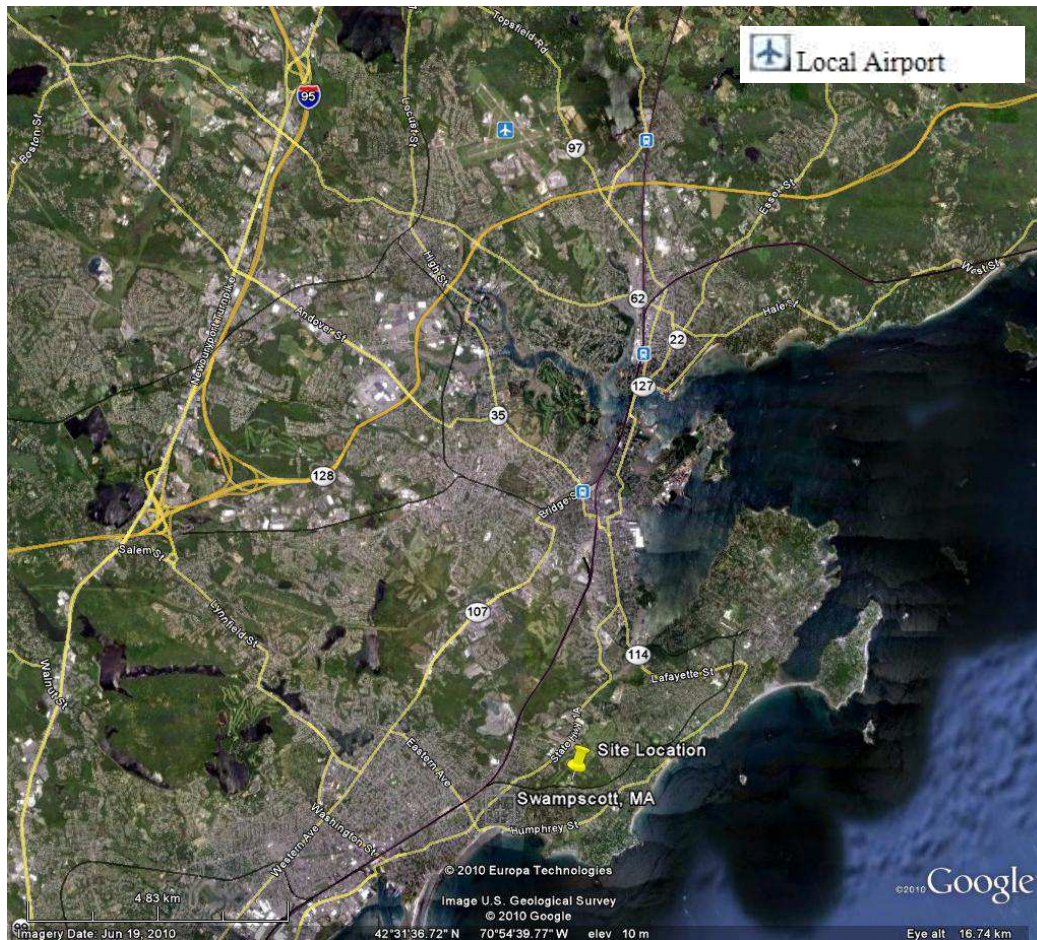 Local Airport
Topsfield Rd
95
Locust St
Boston St
97
Essex St
West St
High St
62
Hale St
22
Newburyport Turnpike
Andover St
127
35
128
Bridge St
Salem St
107
Lynnfield St
114
Lafayette St
Walnut St
State Hwy 1A
Site Location
Eastern Ave
Swampscott, MA
Washington St
Humphrey St
Western Ave
© 2010 Europa Technologies
©2010 Google
4.83 km
Image U.S. Geological Survey
© 2010 Google
99
Imagery Date: Jun 19, 2010
42°31'36.72" N 70°54'39.77" W elev 10 m
Eye alt 16.74 km